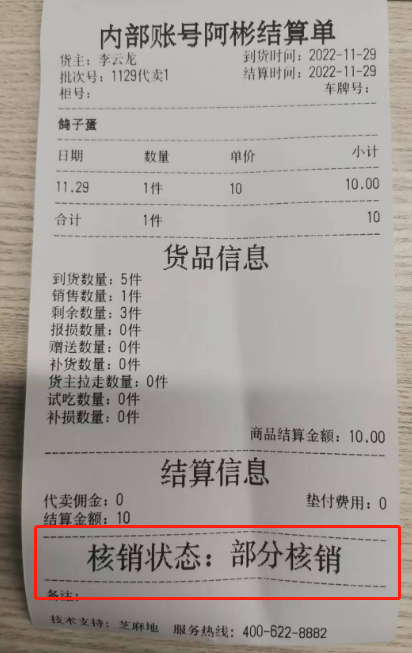 内部账号阿彬结算单
货主：李云龙 到货时间：2022-11-29
批次号：1129代卖1 结算时间：2022-11-29
柜号： 车牌号：
鸽子蛋
日期 数量 单价 小计
11.29 1件 10 10.00
合计 1件 10
货品信息
到货数量：5件
销售数量：1件
剩余数量：3件
报损数量：0件
赠送数量：0件
补货数量：0件
货主拉走数量：0件
试吃数量：0件
补损数量：0件
商品结算金额：10.00
结算信息
代卖佣金：0 垫付费用：0
结算金额：10
核销状态：部分核销
备注：
技术支持：芝麻地 服务热线：400-622-8882